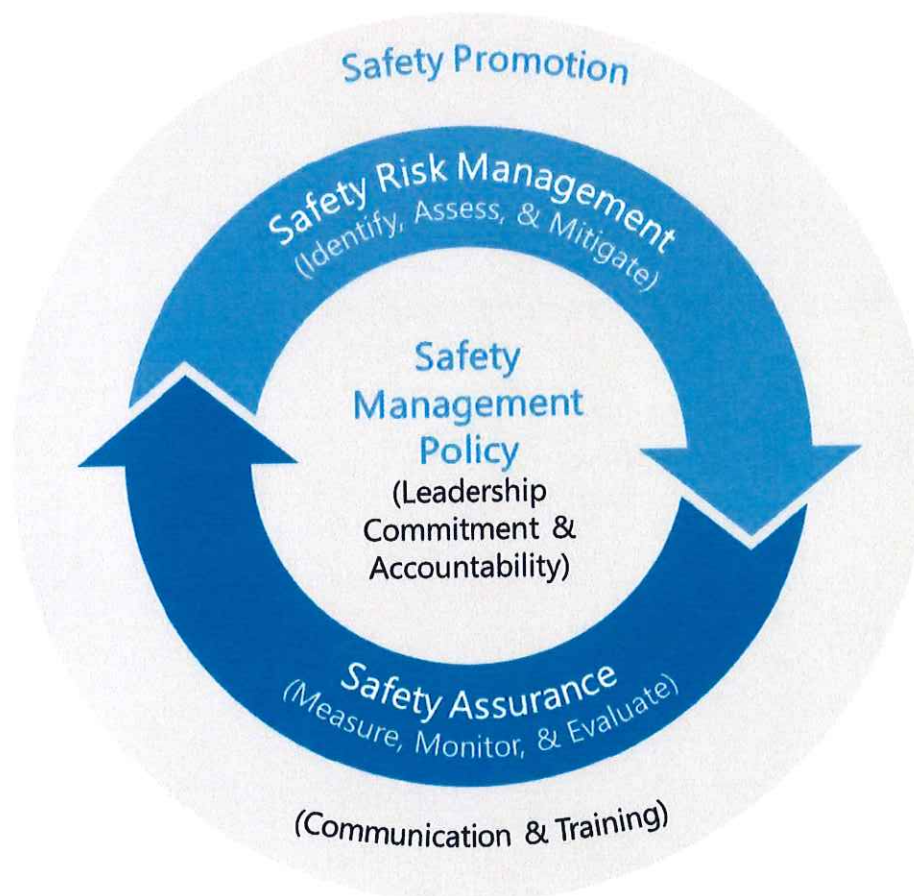 Safety Promotion
Safety Risk Management
(Identify, Assess, & Mitigate)
Safety
Management
Policy
(Leadership
Commitment &
Accountability)
Safety Assurance
(Measure, Monitor, & Evaluate)
(Communication & Training)